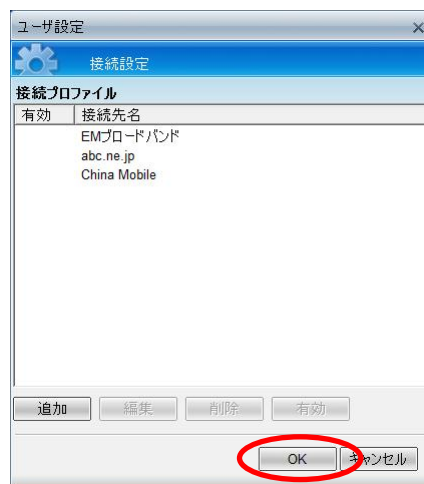 ユーザ設定
接続設定
接続プロファイル
有効 接続先名
EMブロードバンド
abc.ne.jp
China Mobile
追加 編集 削除 有効
OK キャンセル